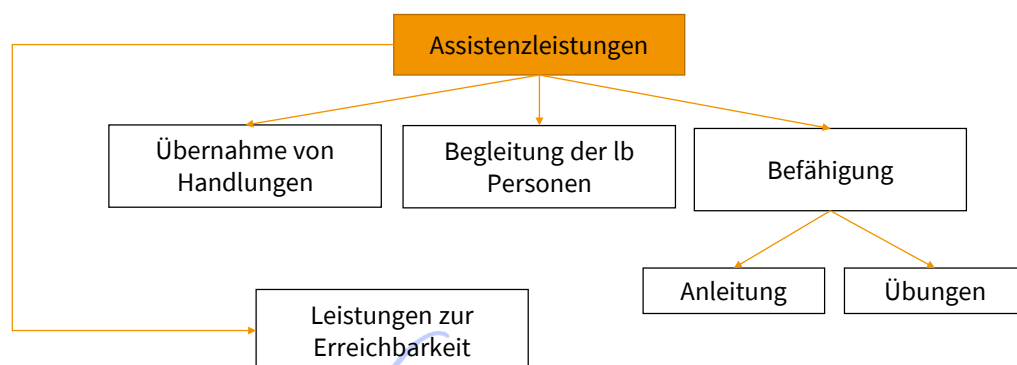 Assistenzleistungen
Übernahme von
Handlungen
Begleitung der lb
Personen
Befähigung
Anleitung
Übungen
Leistungen zur
Erreichbarkeit